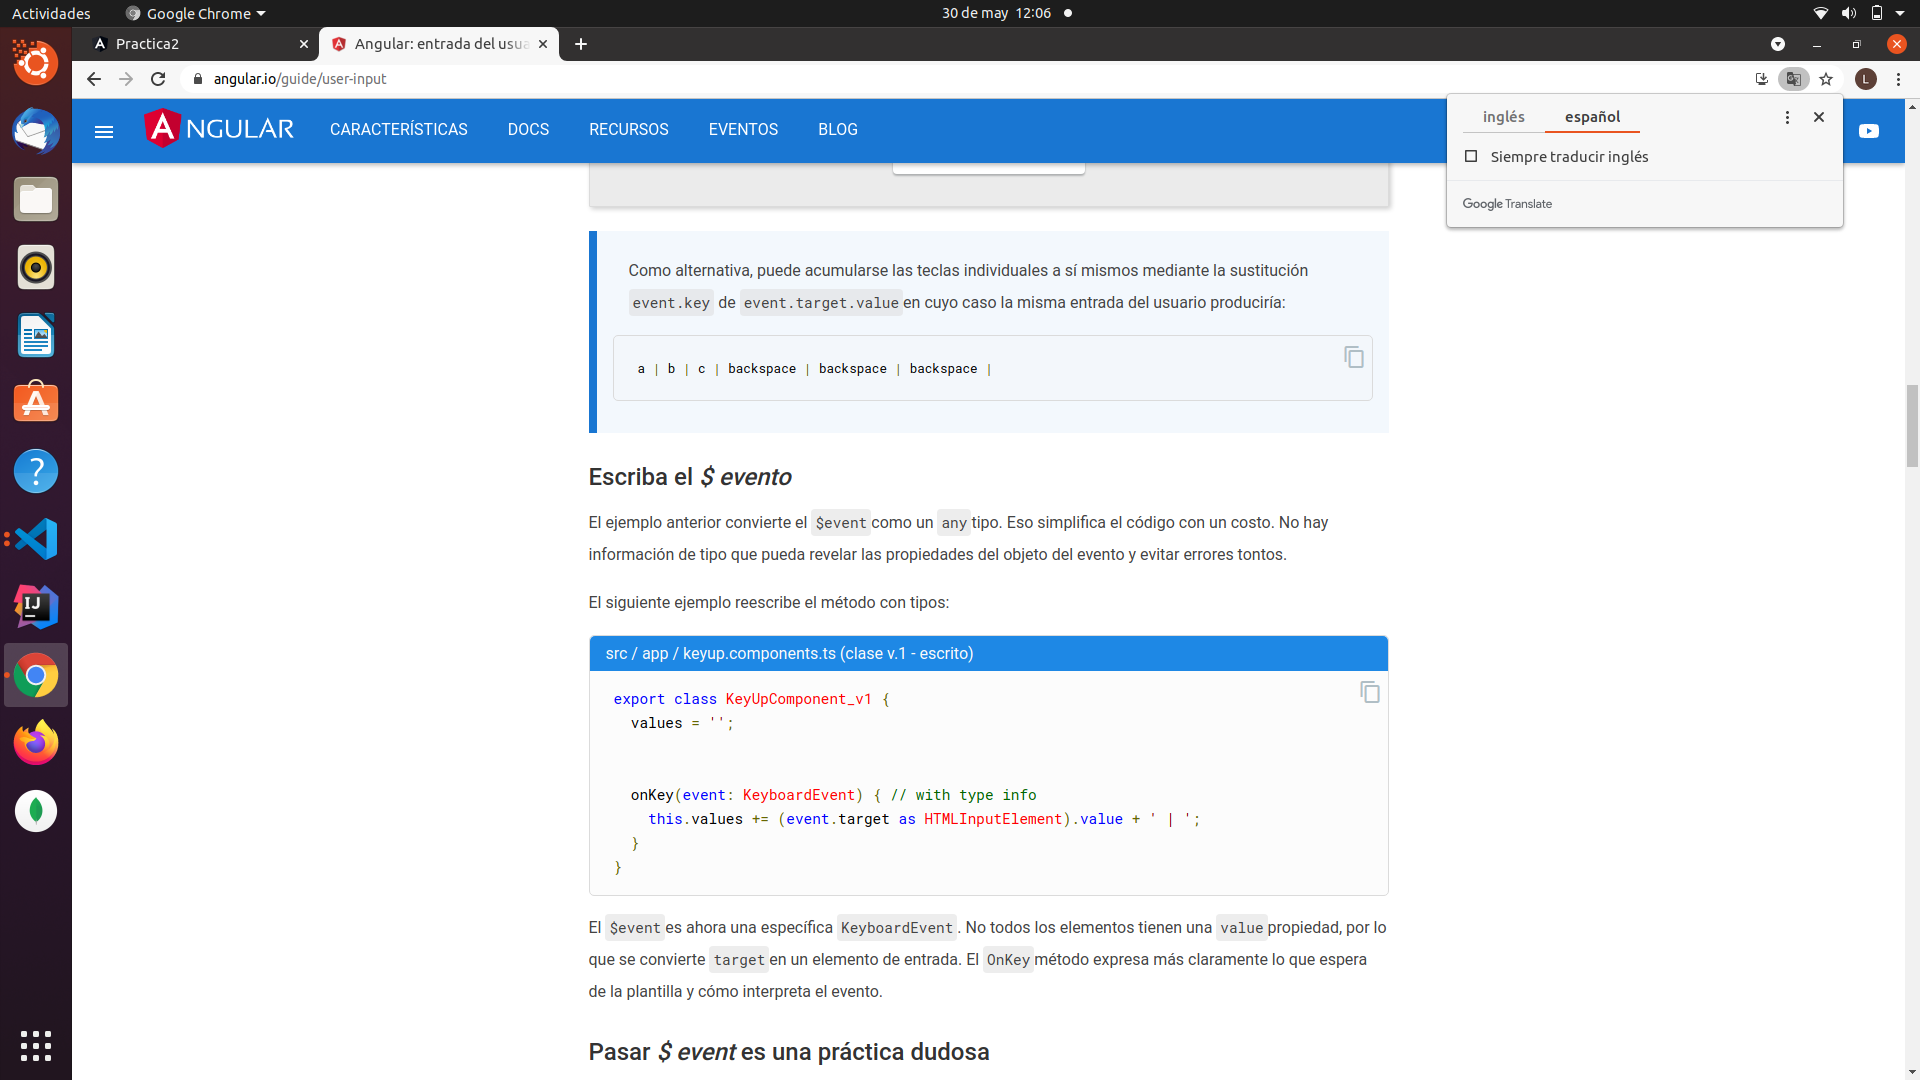 Actividades
Google Chrome
30 de may 12:06
Practica2
Angular: entrada del usua
angular.io/guide/user-input
L
ANGULAR
CARACTERÍSTICAS
DOCS
RECURSOS
EVENTOS
BLOG
inglés
español
Siempre traducir inglés
Google Translate
Como alternativa, puede acumularse las teclas individuales a sí mismos mediante la sustitución
event.key de event.target.value en cuyo caso la misma entrada del usuario produciría:
a | b | c | backspace | backspace | backspace |
Escriba el $ evento
El ejemplo anterior convierte el $event como un any tipo. Eso simplifica el código con un costo. No hay
información de tipo que pueda revelar las propiedades del objeto del evento y evitar errores tontos.
El siguiente ejemplo reescribe el método con tipos:
src / app / keyup.components.ts (clase v.1 - escrito)
export class KeyUpComponent_v1 {
values = '';
onKey(event: KeyboardEvent) { // with type info
this.values += (event.target as HTMLInputElement).value + ' | ';
}
}
El $event es ahora una específica KeyboardEvent. No todos los elementos tienen una value propiedad, por lo
que se convierte target en un elemento de entrada. El OnKey método expresa más claramente lo que espera
de la plantilla y cómo interpreta el evento.
Pasar $ event es una práctica dudosa